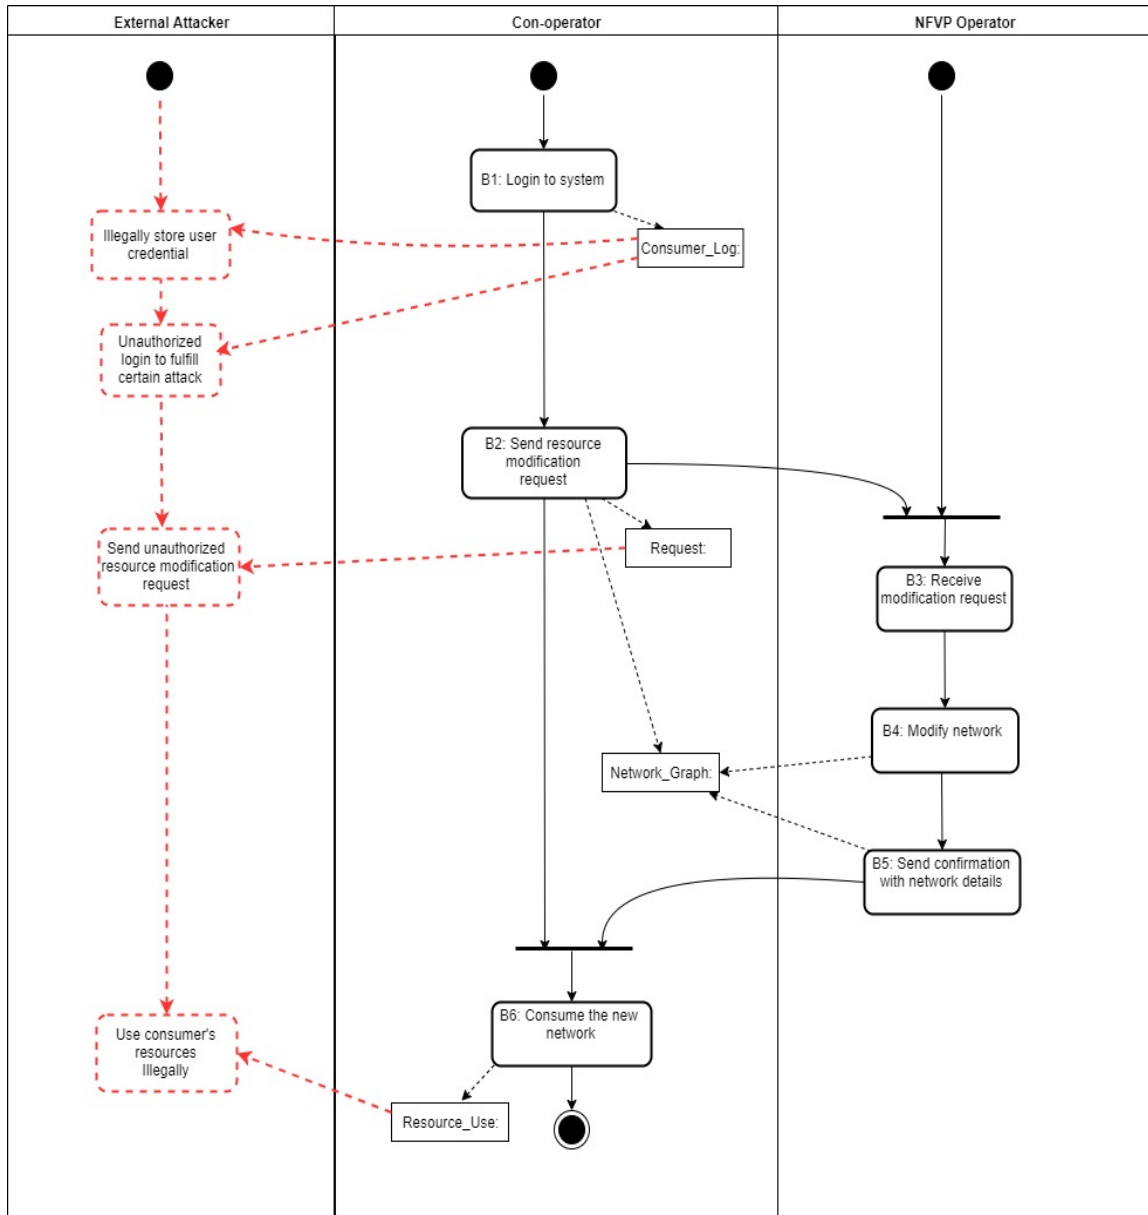 External Attacker
Con-operator
NFVP Operator
B1: Login to system
Illegally store user
credential
Consumer_Log:
Unauthorized
login to fulfill
certain attack
B2: Send resource
modification
request
Send unauthorized
resource modification
request
Request:
B3: Receive
modification request
B4: Modify network
Network_Graph:
B5: Send confirmation
with network details
B6: Consume the new
network
Use consumer's
resources
Illegally
Resource_Use: